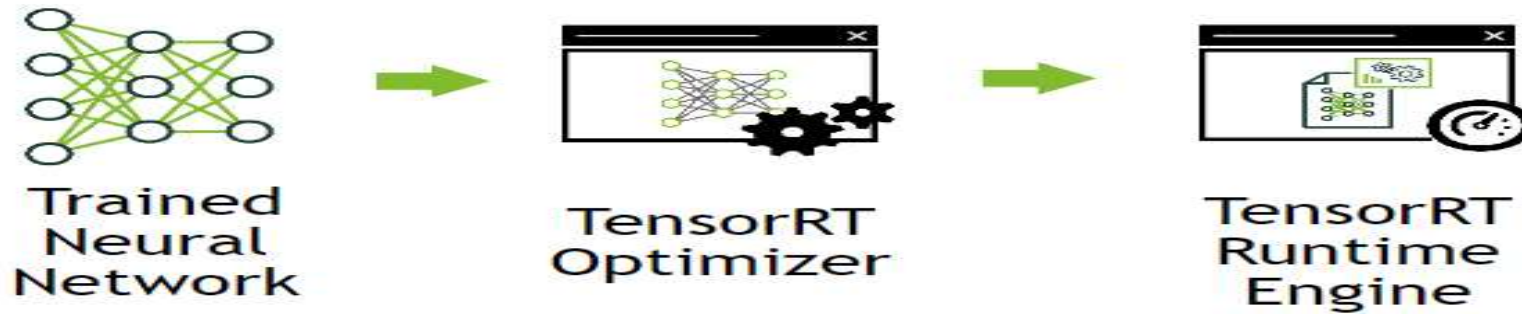 Trained
Neural
Network
TensorRT
Optimizer
TensorRT
Runtime
Engine